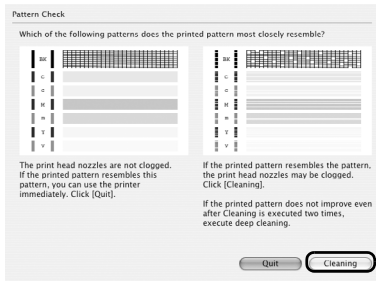 Pattern Check
Which of the following patterns does the printed pattern most closely resemble?
BK
C
c
M
m
Y
Y
BK
C
c
M
m
Y
Y
The print head nozzles are not clogged.
If the printed pattern resembles this
pattern, you can use the printer
immediately. Click [Quit].
If the printed pattern resembles the pattern,
the print head nozzles may be clogged.
Click [Cleaning].
If the printed pattern does not improve even
after Cleaning is executed two times,
execute deep cleaning.
Quit
Cleaning